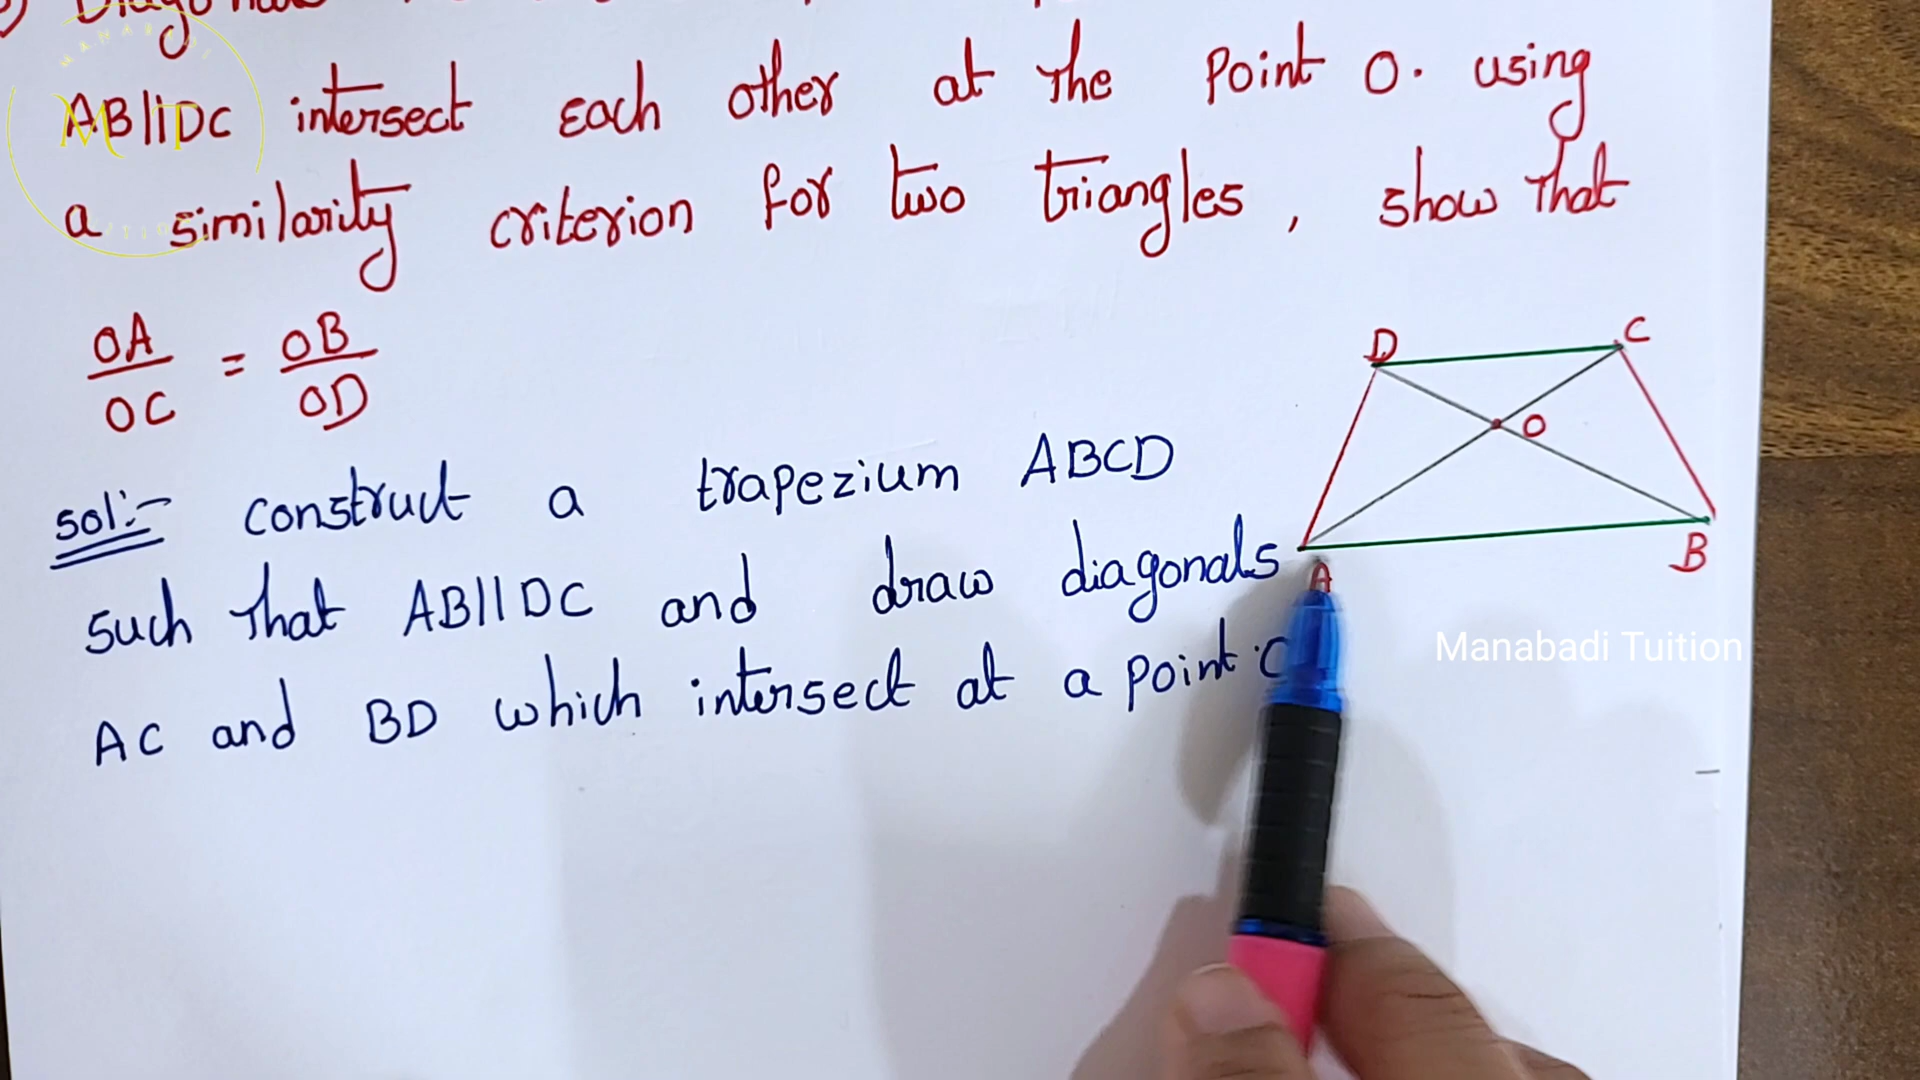 Diagonals
AB||DC intersect each other at the point O. using
a similarity criterion for two triangles, show that
OA/OC = OB/OD
Sol:- construct a trapezium ABCD
such that AB||DC and draw diagonals
AC and BD which intersect at a point
D C
O
A B
Manabadi Tuition
MT